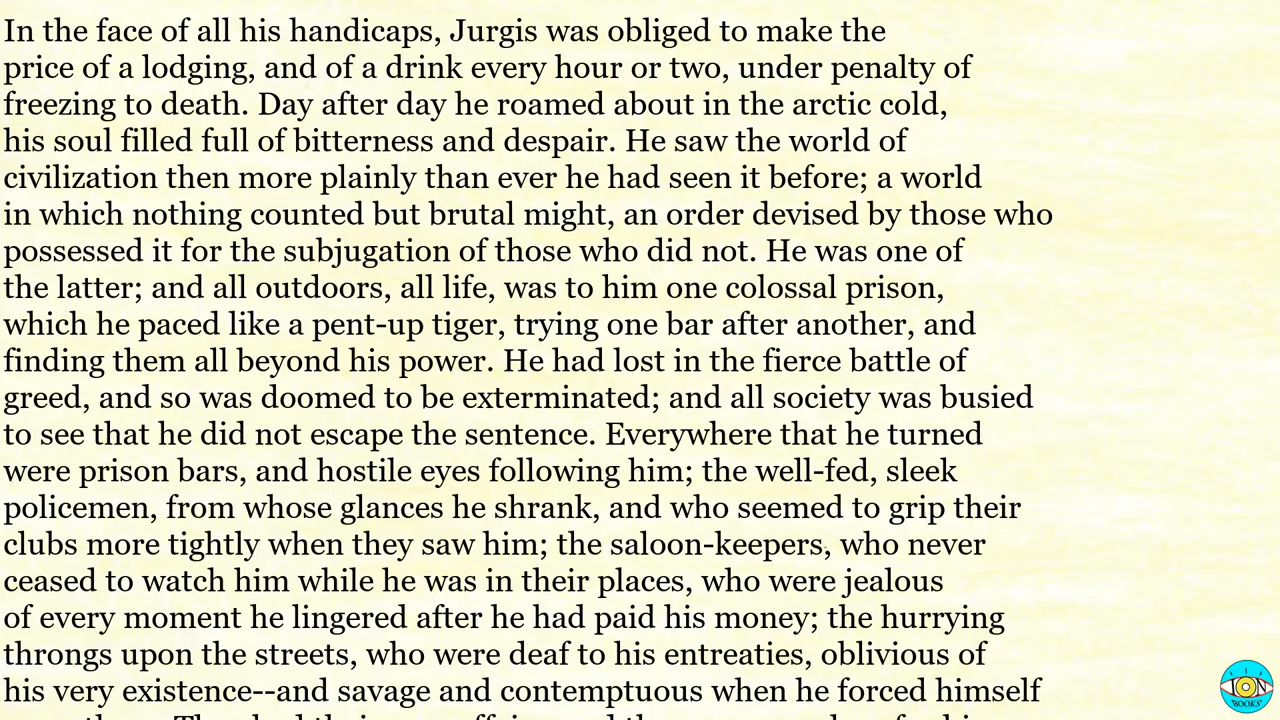 In the face of all his handicaps, Jurgis was obliged to make the
price of a lodging, and of a drink every hour or two, under penalty of
freezing to death. Day after day he roamed about in the arctic cold,
his soul filled full of bitterness and despair. He saw the world of
civilization then more plainly than ever he had seen it before; a world
in which nothing counted but brutal might, an order devised by those who
possessed it for the subjugation of those who did not. He was one of
the latter; and all outdoors, all life, was to him one colossal prison,
which he paced like a pent-up tiger, trying one bar after another, and
finding them all beyond his power. He had lost in the fierce battle of
greed, and so was doomed to be exterminated; and all society was busied
to see that he did not escape the sentence. Everywhere that he turned
were prison bars, and hostile eyes following him; the well-fed, sleek
policemen, from whose glances he shrank, and who seemed to grip their
clubs more tightly when they saw him; the saloon-keepers, who never
ceased to watch him while he was in their places, who were jealous
of every moment he lingered after he had paid his money; the hurrying
throngs upon the streets, who were deaf to his entreaties, oblivious of
his very existence--and savage and contemptuous when he forced himself
ION
BOOKS